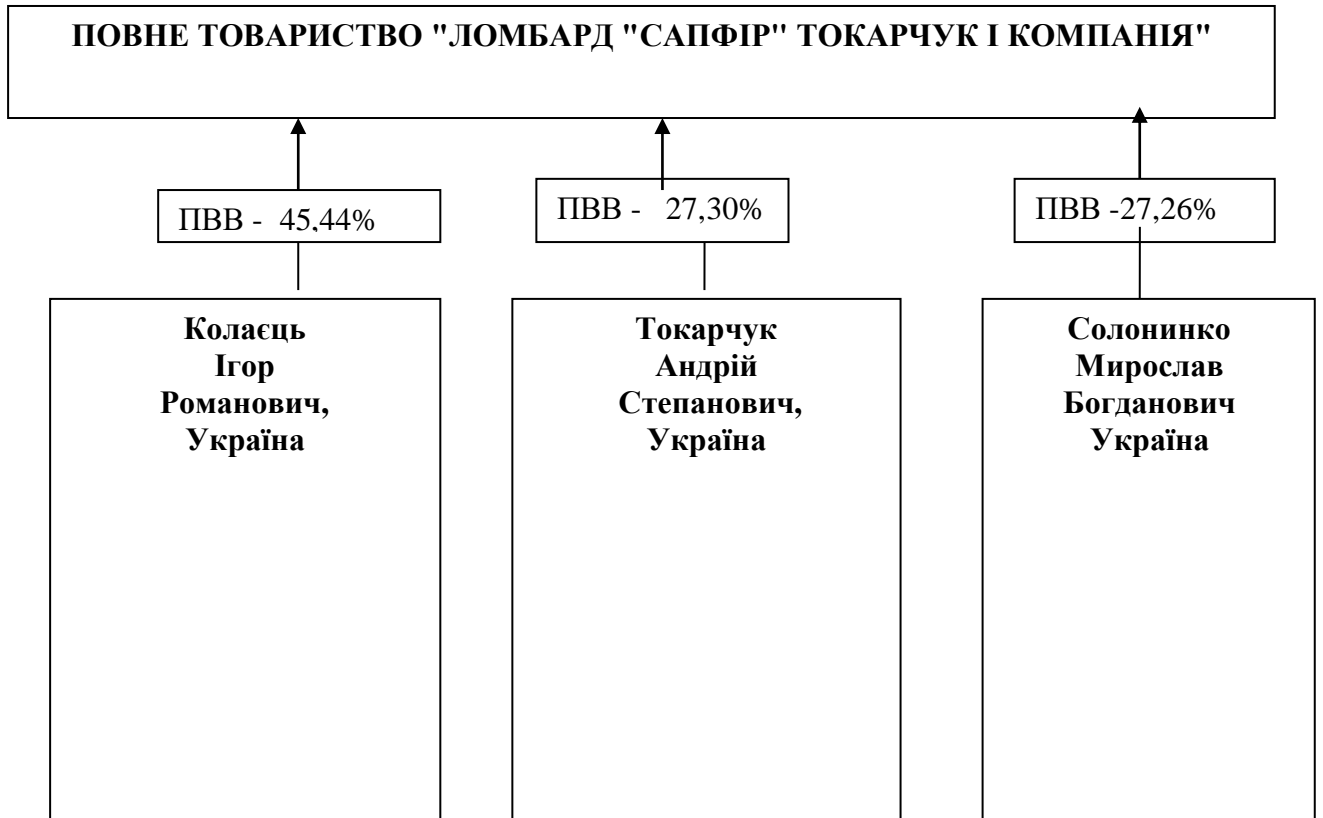 ПОВНЕ ТОВАРИСТВО "ЛОМБАРД "САПФІР'' ТОКАРЧУК І КОМПАНІЯ"
ПВВ - 45,44%
ПВВ - 27,30%
ПВВ -27,26%
Колаєць
Ігор
Романович,
Україна
Токарчук
Андрій
Степанович,
Україна
Солонинко
Мирослав
Богданович
Україна